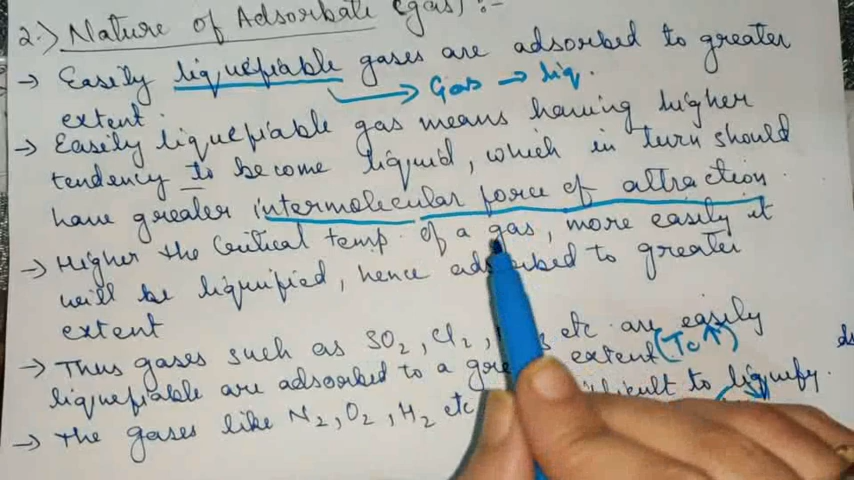 2.) Nature of Adsorbate (gas) :-
→ Easily liquefiable gases are adsorbed to greater
extent. Gas → liq.
→ Easily liquefiable gas means having higher
tendency to become liquid, which in turn should
have greater intermolecular force of attraction.
→ Higher the Critical temp. of a gas, more easily it
will be liquified, hence adsorbed to greater
extent
→ Thus gases such as SO2, Cl2, etc are easily
liquefiable are adsorbed to a extent (Tc↑)
→ The gases like N2, O2, H2 etc difficult to liquefy.